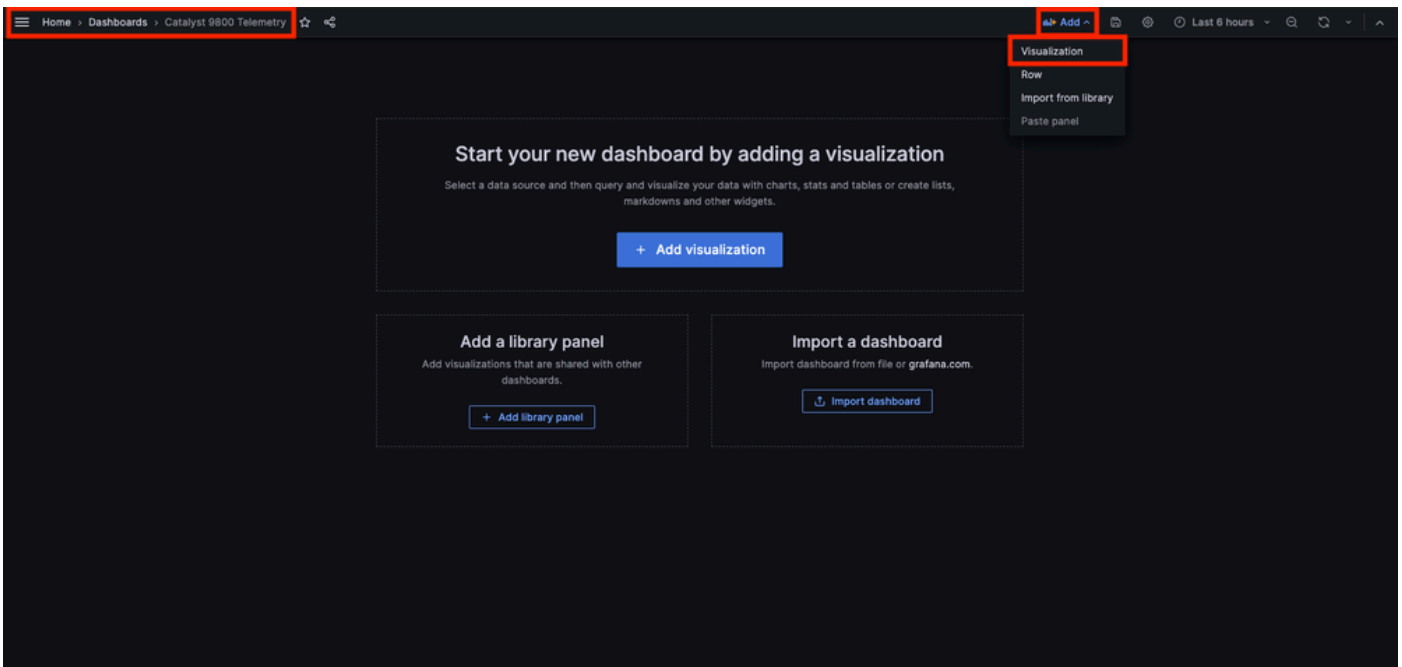 Home › Dashboards › Catalyst 9800 Telemetry
Add
Last 6 hours
Visualization
Row
Import from library
Paste panel
Start your new dashboard by adding a visualization
Select a data source and then query and visualize your data with charts, stats and tables or create lists,
markdowns and other widgets.
+ Add visualization
Add a library panel
Add visualizations that are shared with other
dashboards.
+ Add library panel
Import a dashboard
Import dashboard from file or grafana.com.
Import dashboard